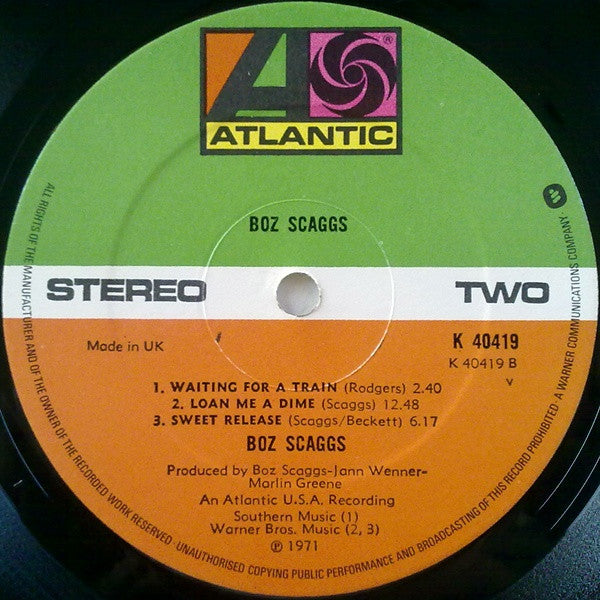 ATLANTIC
®
BOZ SCAGGS
STEREO
TWO
Made in UK
K 40419
K 40419 B
V
1. WAITING FOR A TRAIN (Rodgers) 2.40
2. LOAN ME A DIME (Scaggs) 12.48
3. SWEET RELEASE (Scaggs/Beckett) 6.17
BOZ SCAGGS
Produced by Boz Scaggs-Jann Wenner-
Marlin Greene
An Atlantic U.S.A. Recording
Southern Music (1)
Warner Bros. Music (2, 3)
℗ 1971
ALL RIGHTS OF THE MANUFACTURER AND OF THE OWNER OF THE RECORDED WORK RESERVED · UNAUTHORISED COPYING PUBLIC PERFORMANCE AND BROADCASTING OF THIS RECORD PROHIBITED · A WARNER COMMUNICATIONS COMPANY ·